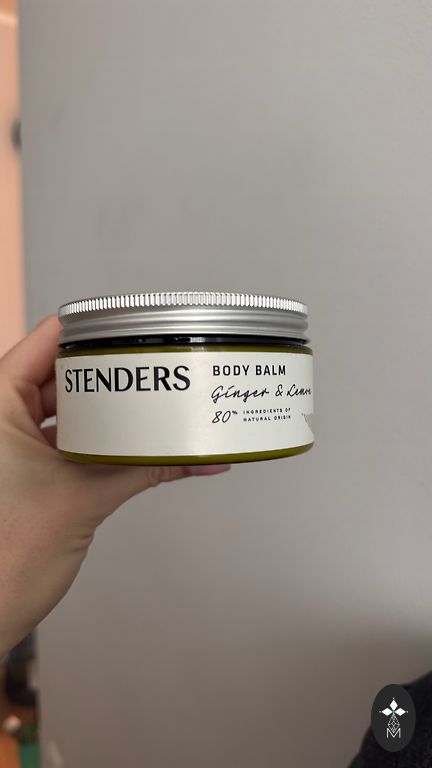 STENDERS
BODY BALM
Ginger & Lemon
80% INGREDIENTS OF
NATURAL ORIGIN
M